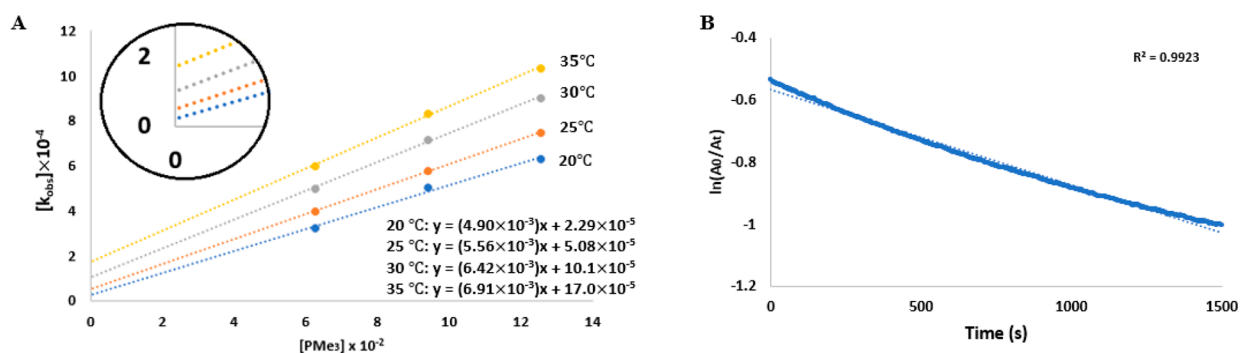 A
[kobs]×10-4
12
10
8
6
4
2
0
0
2
4
6
8
10
12
14
[PMe3] x 10-2
2
0
0
35℃
30℃
25℃
20℃
20 ℃: y = (4.90×10-3)x + 2.29×10-5
25 ℃: y = (5.56×10-3)x + 5.08×10-5
30 ℃: y = (6.42×10-3)x + 10.1×10-5
35 ℃: y = (6.91×10-3)x + 17.0×10-5
B
ln(A0/At)
-0.4
-0.6
-0.8
-1
-1.2
0
500
1000
1500
Time (s)
R² = 0.9923